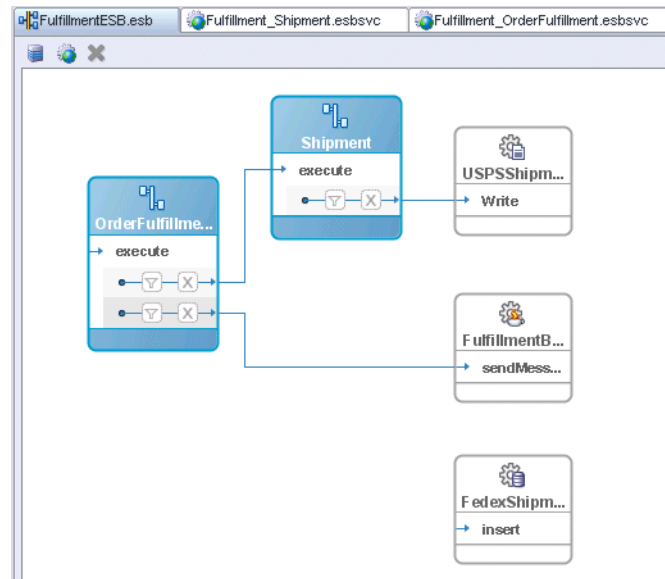 FulfillmentESB.esb
Fulfillment_Shipment.esbsvc
Fulfillment_OrderFulfillment.esbsvc
Shipment
execute
USPSShipm...
Write
OrderFulfillme...
execute
FulfillmentB...
sendMess...
FedexShipm...
insert